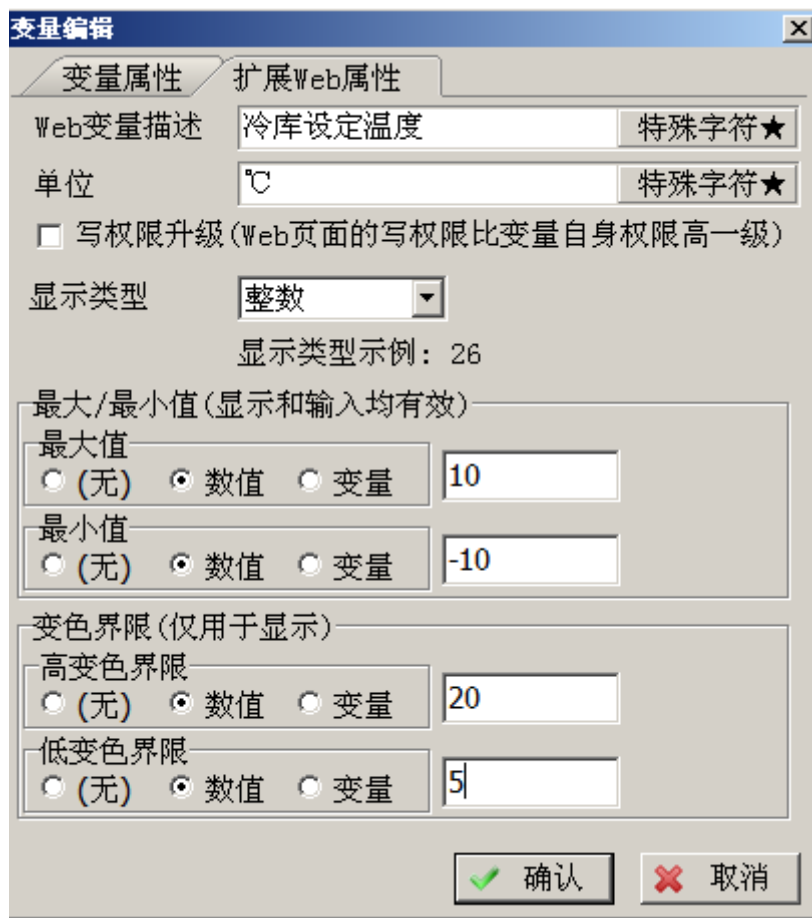 变量编辑
变量属性 扩展Web属性
Web变量描述 冷库设定温度 特殊字符★
单位 ℃ 特殊字符★
写权限升级(Web页面的写权限比变量自身权限高一级)
显示类型 整数
显示类型示例: 26
最大/最小值(显示和输入均有效)
最大值
(无) 数值 变量 10
最小值
(无) 数值 变量 -10
变色界限(仅用于显示)
高变色界限
(无) 数值 变量 20
低变色界限
(无) 数值 变量 5
确认 取消